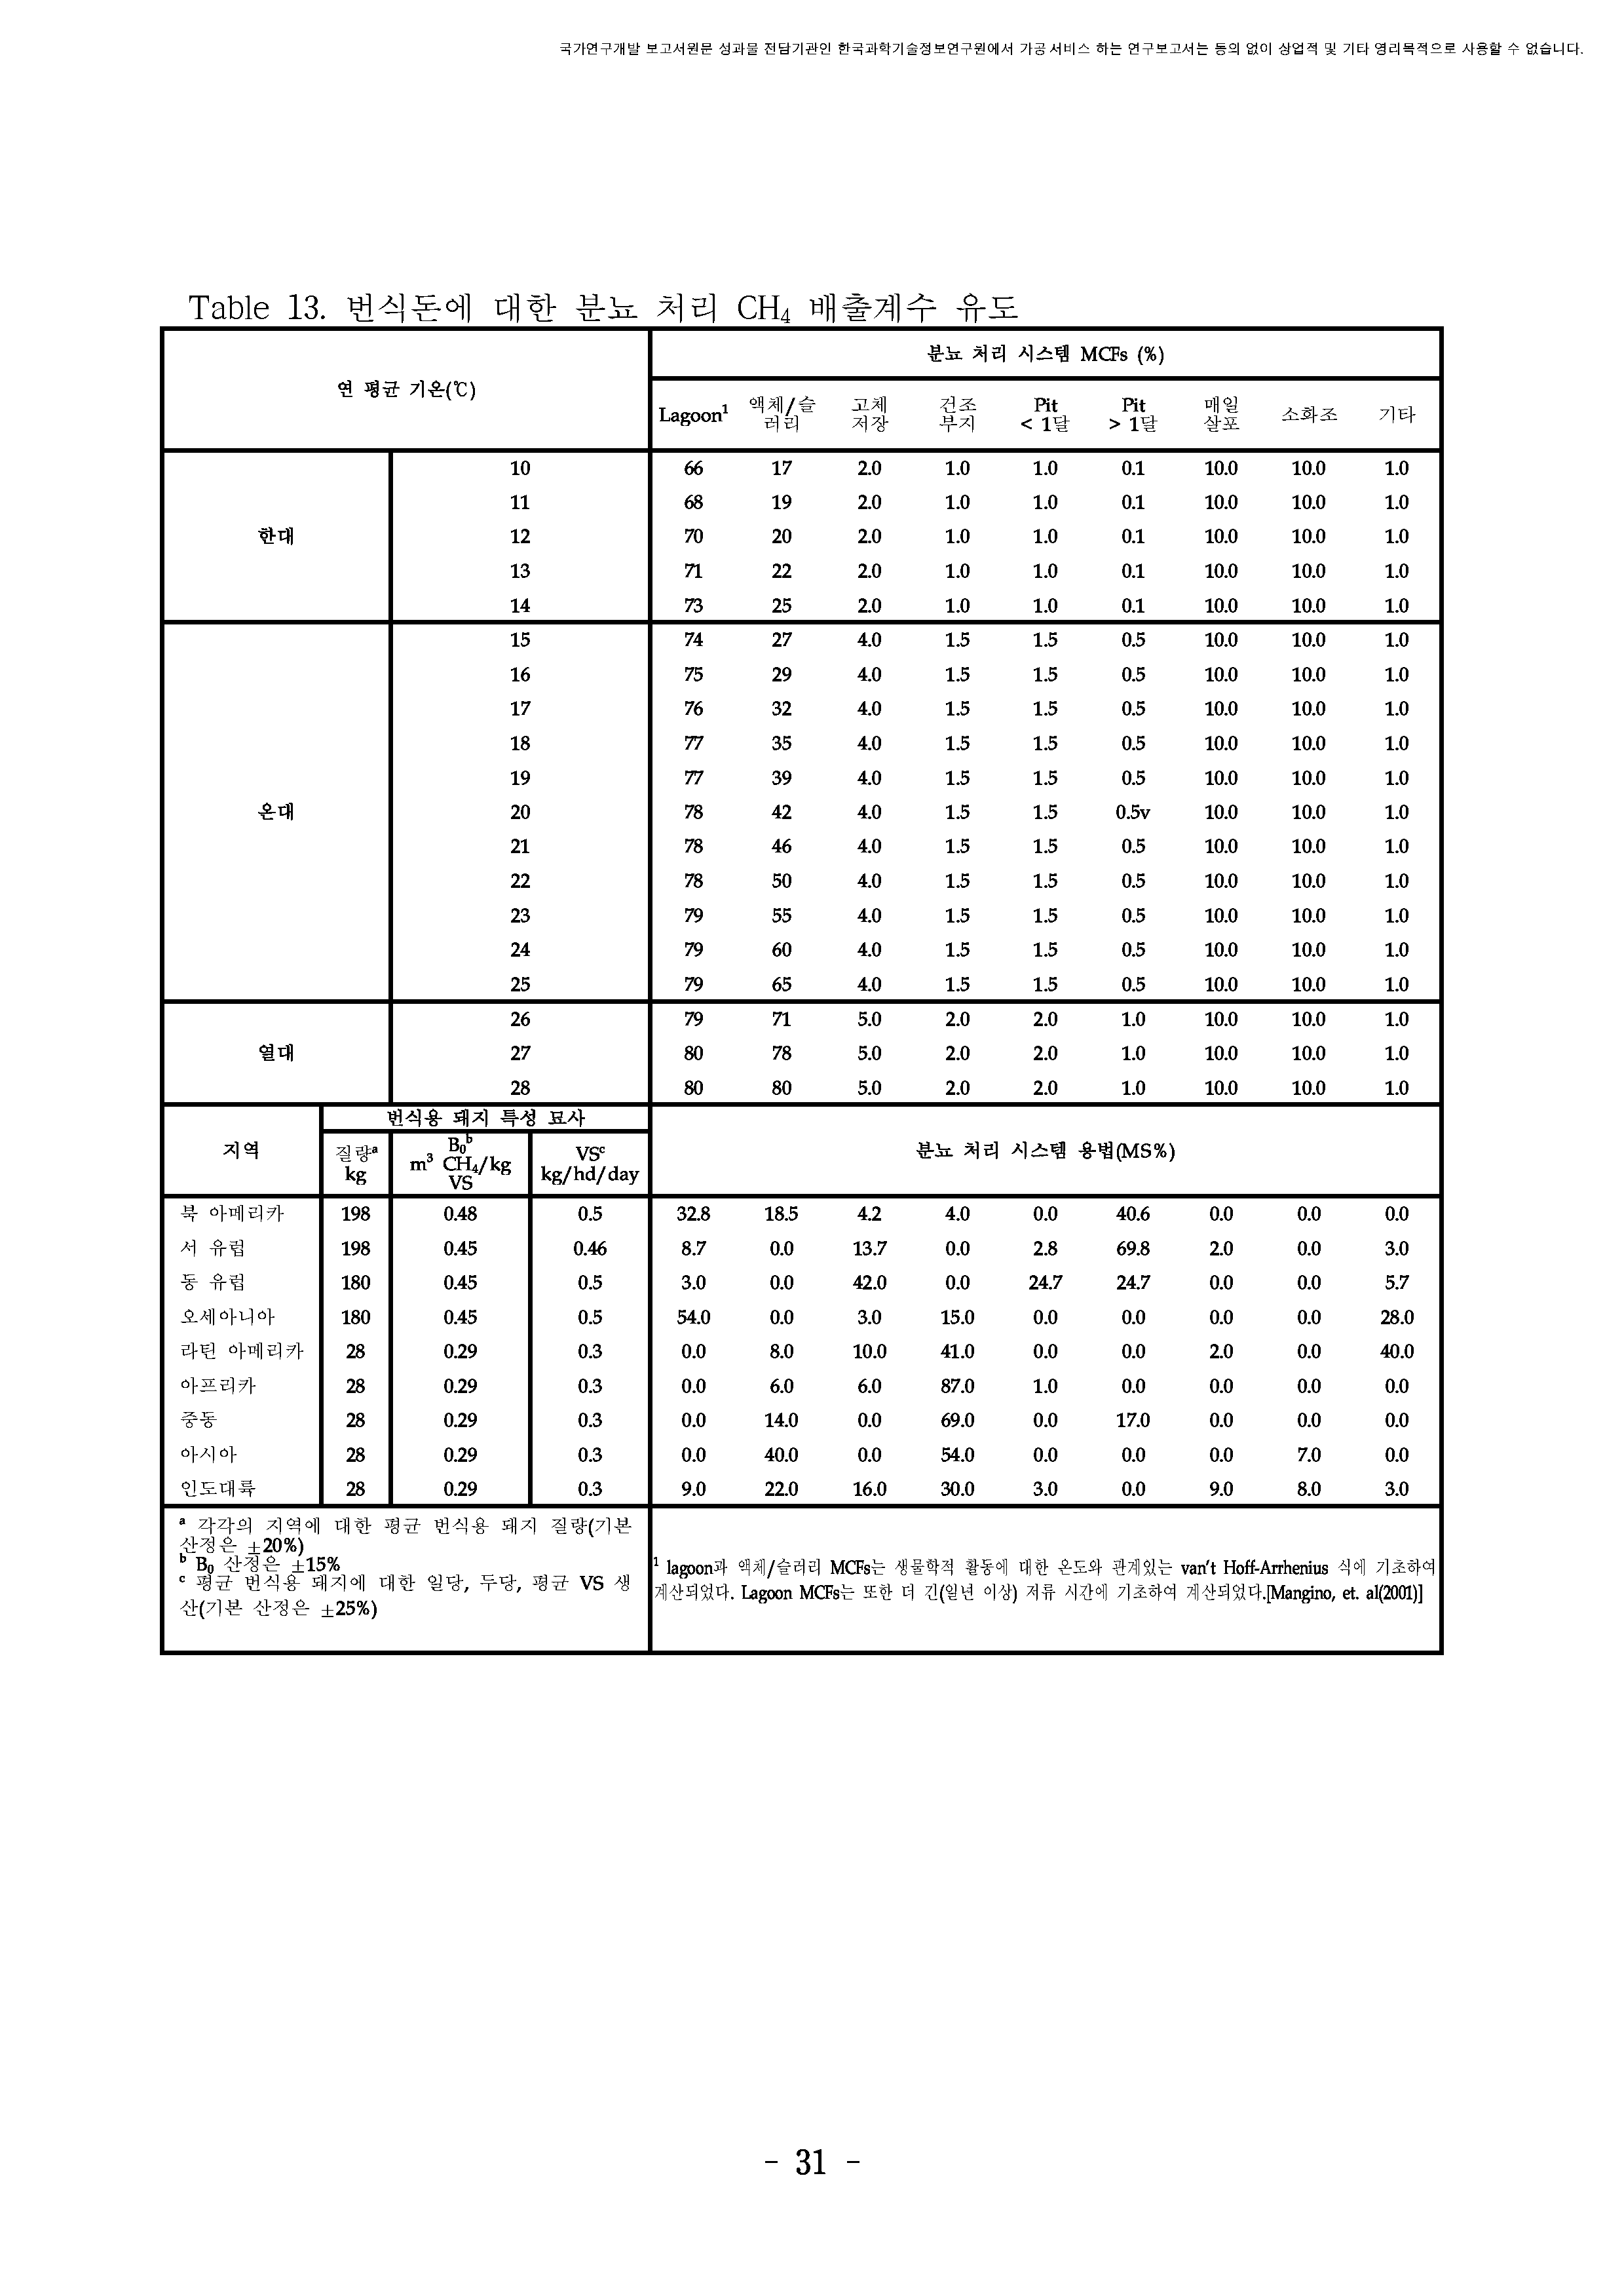 국가연구개발 보고서원문 성과물 전담기관인 한국과학기술정보연구원에서 가공·서비스 하는 연구보고서는 동의 없이 상업적 및 기타 영리목적으로 사용할 수 없습니다.
Table 13. 번식돈에 대한 분뇨 처리 CH4 배출계수 유도
연 평균 기온(℃) 분뇨 처리 시스템 MCFs (%)
Lagoon1 액체/슬러리 고체 저장 건조 부지 Pit < 1달 Pit > 1달 매일 살포 소화조 기타
10 66 17 2.0 1.0 1.0 0.1 10.0 10.0 1.0
11 68 19 2.0 1.0 1.0 0.1 10.0 10.0 1.0
한대 12 70 20 2.0 1.0 1.0 0.1 10.0 10.0 1.0
13 71 22 2.0 1.0 1.0 0.1 10.0 10.0 1.0
14 73 25 2.0 1.0 1.0 0.1 10.0 10.0 1.0
15 74 27 4.0 1.5 1.5 0.5 10.0 10.0 1.0
16 75 29 4.0 1.5 1.5 0.5 10.0 10.0 1.0
17 76 32 4.0 1.5 1.5 0.5 10.0 10.0 1.0
18 77 35 4.0 1.5 1.5 0.5 10.0 10.0 1.0
19 77 39 4.0 1.5 1.5 0.5 10.0 10.0 1.0
온대 20 78 42 4.0 1.5 1.5 0.5v 10.0 10.0 1.0
21 78 46 4.0 1.5 1.5 0.5 10.0 10.0 1.0
22 78 50 4.0 1.5 1.5 0.5 10.0 10.0 1.0
23 79 55 4.0 1.5 1.5 0.5 10.0 10.0 1.0
24 79 60 4.0 1.5 1.5 0.5 10.0 10.0 1.0
25 79 65 4.0 1.5 1.5 0.5 10.0 10.0 1.0
26 79 71 5.0 2.0 2.0 1.0 10.0 10.0 1.0
열대 27 80 78 5.0 2.0 2.0 1.0 10.0 10.0 1.0
28 80 80 5.0 2.0 2.0 1.0 10.0 10.0 1.0
지역 번식용 돼지 특성 묘사 분뇨 처리 시스템 용법(MS%)
질량a kg B0b m3 CH4/kg VS VSc kg/hd/day
북 아메리카 198 0.48 0.5 32.8 18.5 4.2 4.0 0.0 40.6 0.0 0.0 0.0
서 유럽 198 0.45 0.46 8.7 0.0 13.7 0.0 2.8 69.8 2.0 0.0 3.0
동 유럽 180 0.45 0.5 3.0 0.0 42.0 0.0 24.7 24.7 0.0 0.0 5.7
오세아니아 180 0.45 0.5 54.0 0.0 3.0 15.0 0.0 0.0 0.0 0.0 28.0
라틴 아메리카 28 0.29 0.3 0.0 8.0 10.0 41.0 0.0 0.0 2.0 0.0 40.0
아프리카 28 0.29 0.3 0.0 6.0 6.0 87.0 1.0 0.0 0.0 0.0 0.0
중동 28 0.29 0.3 0.0 14.0 0.0 69.0 0.0 17.0 0.0 0.0 0.0
아시아 28 0.29 0.3 0.0 40.0 0.0 54.0 0.0 0.0 0.0 7.0 0.0
인도대륙 28 0.29 0.3 9.0 22.0 16.0 30.0 3.0 0.0 9.0 8.0 3.0
a 각각의 지역에 대한 평균 번식용 돼지 질량(기본
산정은 ±20%)
b B0 산정은 ±15%
c 평균 번식용 돼지에 대한 일당, 두당, 평균 VS 생
산(기본 산정은 ±25%)
1 lagoon과 액체/슬러리 MCFs는 생물학적 활동에 대한 온도와 관계있는 van't Hoff-Arrhenius 식에 기초하여
계산되었다. Lagoon MCFs는 또한 더 긴(일년 이상) 저류 시간에 기초하여 계산되었다.[Mangino, et. al(2001)]
- 31 -